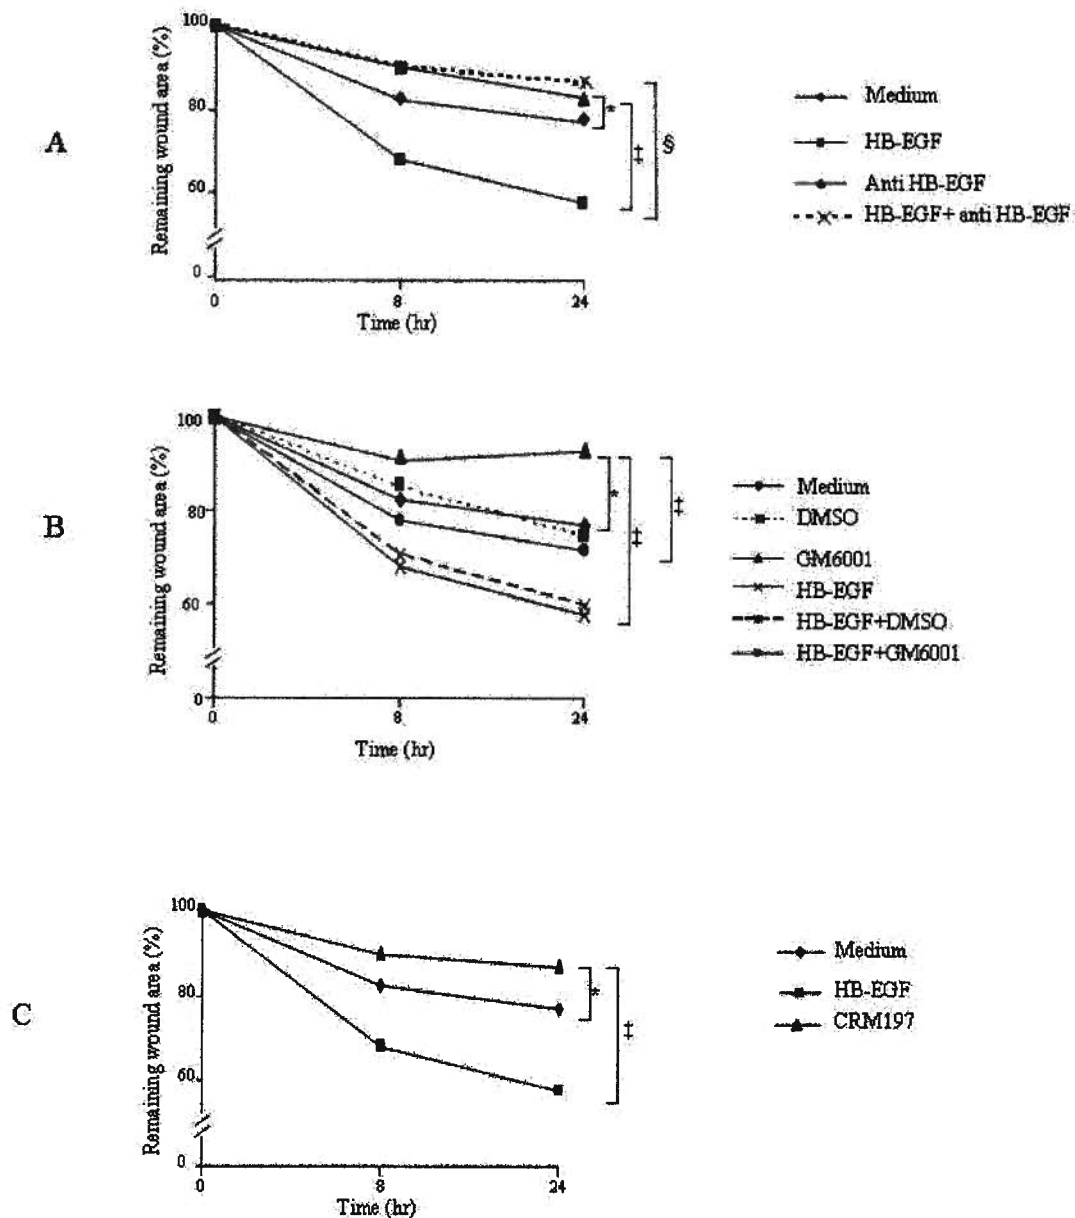 A
Remaining wound area (%)
100
80
60
0
0
8
24
Time (hr)
*
‡
§
Medium
HB-EGF
Anti HB-EGF
HB-EGF+ anti HB-EGF
B
Remaining wound area (%)
100
80
60
0
0
8
24
Time (hr)
*
‡
‡
Medium
DMSO
GM6001
HB-EGF
HB-EGF+DMSO
HB-EGF+GM6001
C
Remaining wound area (%)
100
80
60
0
0
8
24
Time (hr)
*
‡
Medium
HB-EGF
CRM197